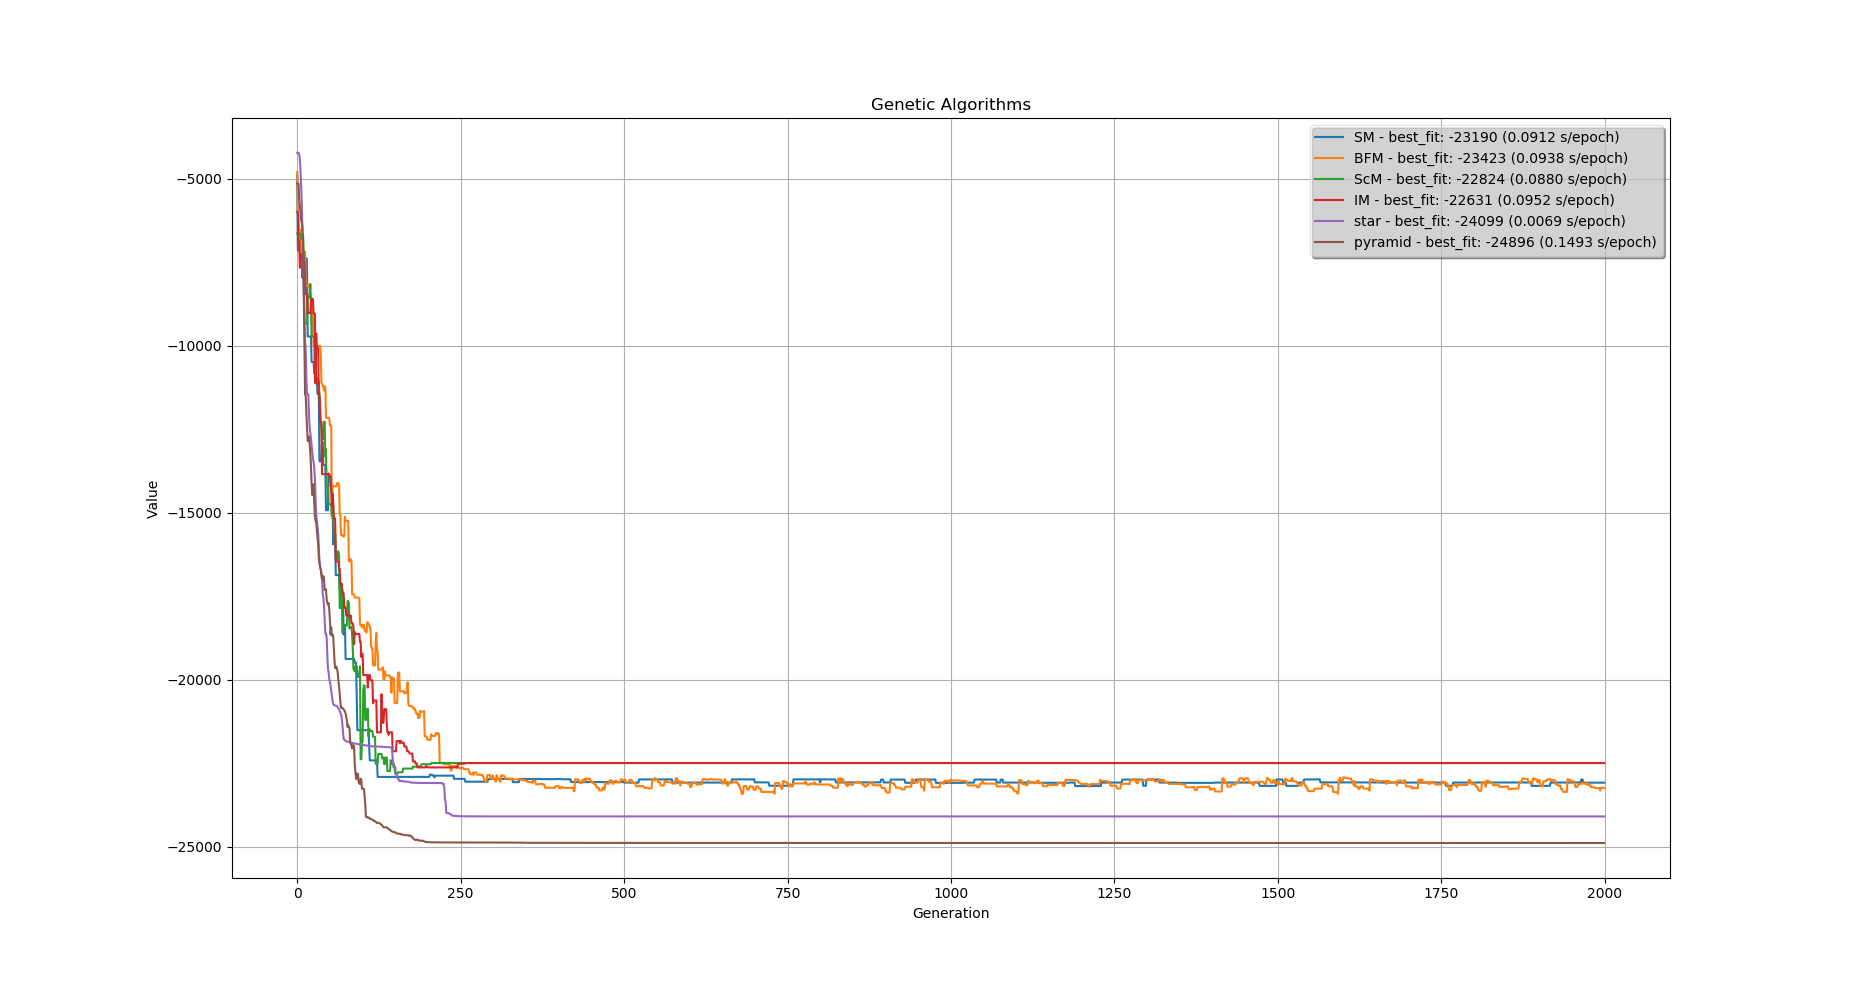 Genetic Algorithms
SM - best_fit: -23190 (0.0912 s/epoch)
BFM - best_fit: -23423 (0.0938 s/epoch)
ScM - best_fit: -22824 (0.0880 s/epoch)
IM - best_fit: -22631 (0.0952 s/epoch)
star - best_fit: -24099 (0.0069 s/epoch)
pyramid - best_fit: -24896 (0.1493 s/epoch)
Value
−5000
−10000
−15000
−20000
−25000
0 250 500 750 1000 1250 1500 1750 2000
Generation